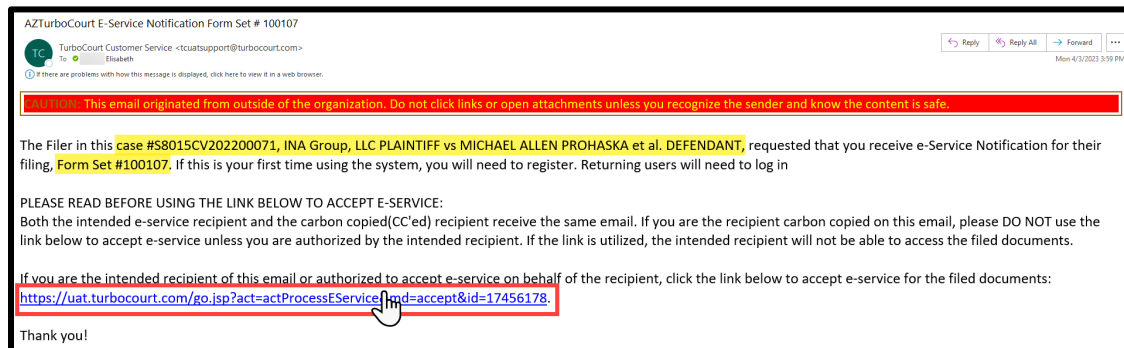 AZTurboCourt E-Service Notification Form Set # 100107
TC
TurboCourt Customer Service <tcuatsupport@turbocourt.com>
To Elisabeth
Reply Reply All Forward ...
Mon 4/3/2023 3:59 PM
If there are problems with how this message is displayed, click here to view it in a web browser.
CAUTION: This email originated from outside of the organization. Do not click links or open attachments unless you recognize the sender and know the content is safe.
The Filer in this case #S8015CV202200071, INA Group, LLC PLAINTIFF vs MICHAEL ALLEN PROHASKA et al. DEFENDANT, requested that you receive e-Service Notification for their
filing, Form Set #100107. If this is your first time using the system, you will need to register. Returning users will need to log in
PLEASE READ BEFORE USING THE LINK BELOW TO ACCEPT E-SERVICE:
Both the intended e-service recipient and the carbon copied(CC'ed) recipient receive the same email. If you are the recipient carbon copied on this email, please DO NOT use the
link below to accept e-service unless you are authorized by the intended recipient. If the link is utilized, the intended recipient will not be able to access the filed documents.
If you are the intended recipient of this email or authorized to accept e-service on behalf of the recipient, click the link below to accept e-service for the filed documents:
https://uat.turbocourt.com/go.jsp?act=actProcessEService md=accept&id=17456178.
Thank you!